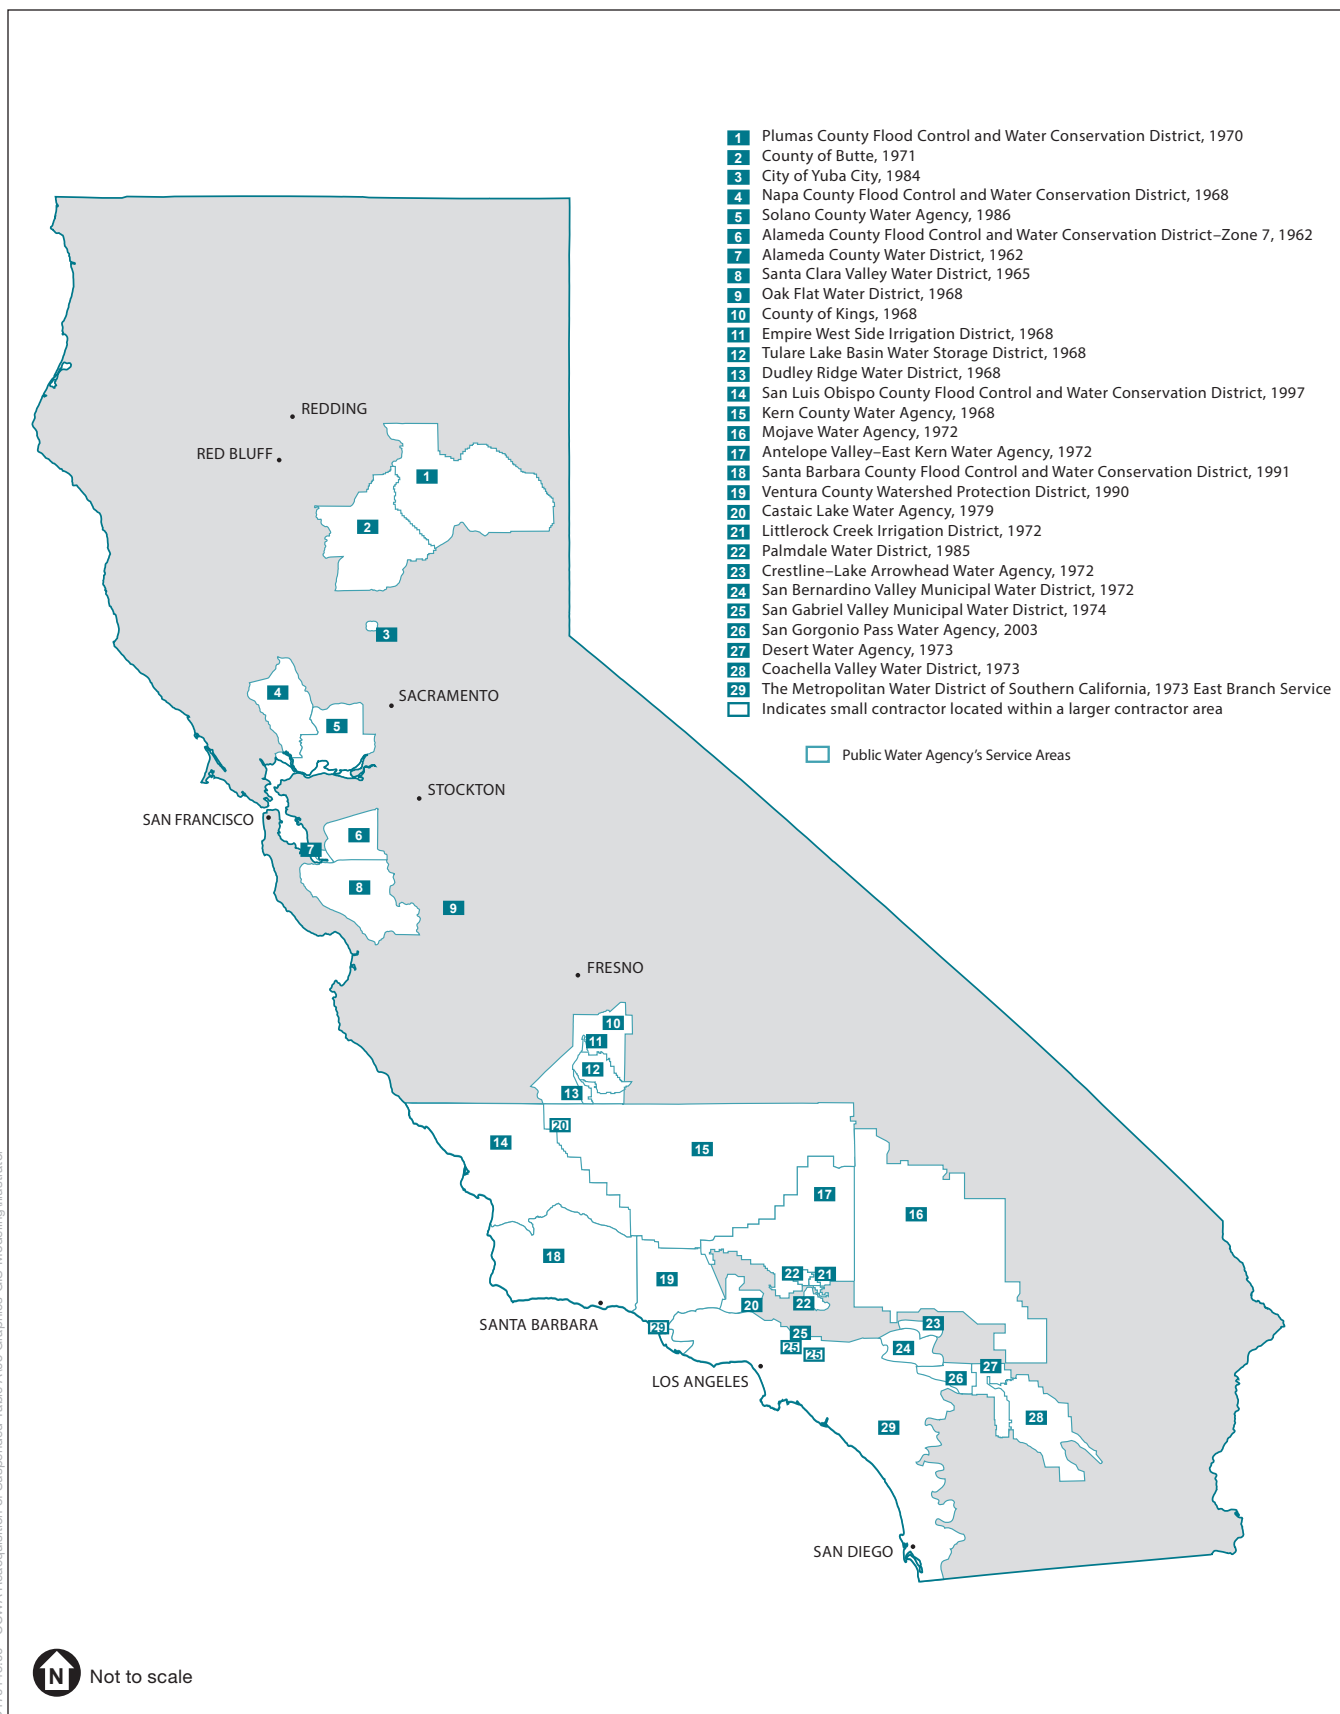 1 Plumas County Flood Control and Water Conservation District, 1970
2 County of Butte, 1971
3 City of Yuba City, 1984
4 Napa County Flood Control and Water Conservation District, 1968
5 Solano County Water Agency, 1986
6 Alameda County Flood Control and Water Conservation District–Zone 7, 1962
7 Alameda County Water District, 1962
8 Santa Clara Valley Water District, 1965
9 Oak Flat Water District, 1968
10 County of Kings, 1968
11 Empire West Side Irrigation District, 1968
12 Tulare Lake Basin Water Storage District, 1968
13 Dudley Ridge Water District, 1968
14 San Luis Obispo County Flood Control and Water Conservation District, 1997
15 Kern County Water Agency, 1968
16 Mojave Water Agency, 1972
17 Antelope Valley–East Kern Water Agency, 1972
18 Santa Barbara County Flood Control and Water Conservation District, 1991
19 Ventura County Watershed Protection District, 1990
20 Castaic Lake Water Agency, 1979
21 Littlerock Creek Irrigation District, 1972
22 Palmdale Water District, 1985
23 Crestline–Lake Arrowhead Water Agency, 1972
24 San Bernardino Valley Municipal Water District, 1972
25 San Gabriel Valley Municipal Water District, 1974
26 San Gorgonio Pass Water Agency, 2003
27 Desert Water Agency, 1973
28 Coachella Valley Water District, 1973
29 The Metropolitan Water District of Southern California, 1973 East Branch Service
Indicates small contractor located within a larger contractor area
Public Water Agency's Service Areas
REDDING
RED BLUFF
1
2
3
4
SACRAMENTO
5
STOCKTON
SAN FRANCISCO
6
7
8
9
FRESNO
10
11
12
13
20
14
15
17
16
18
22
21
19
20
22
SANTA BARBARA
29
25
23
25
25
24
27
LOS ANGELES
26
28
29
SAN DIEGO
N
Not to scale